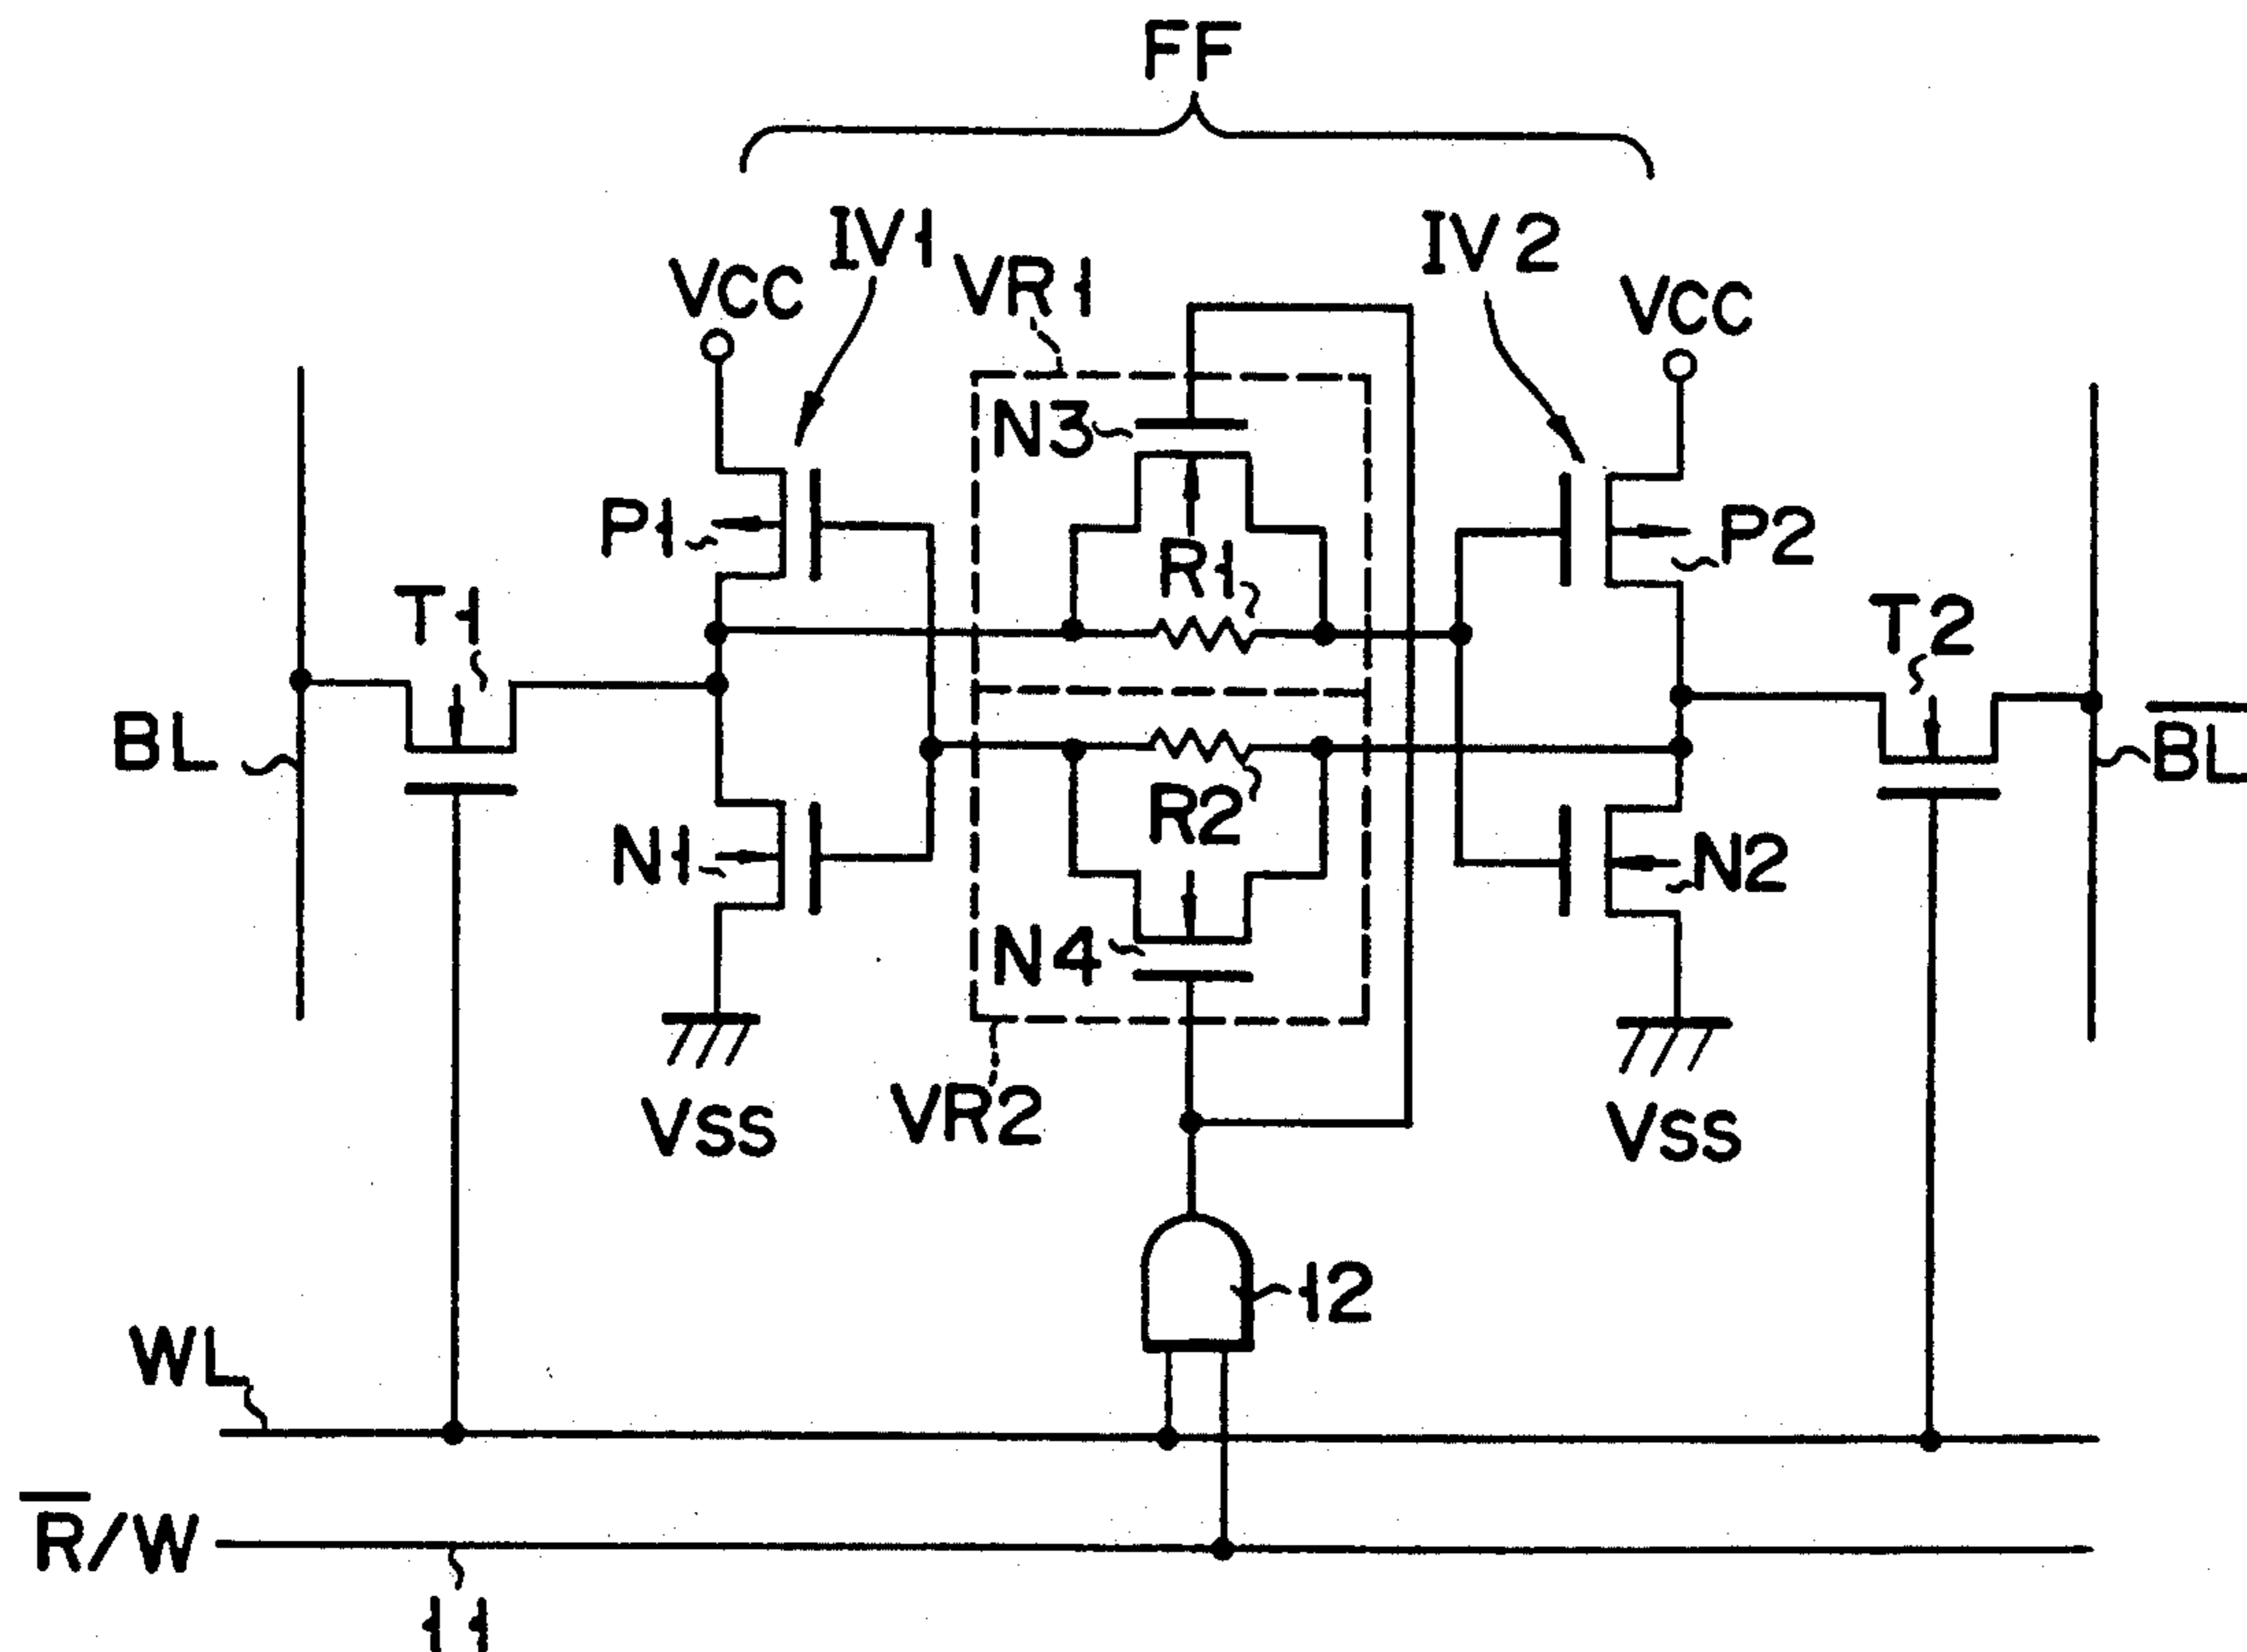 FF
IV1
IV2
VCC
VR1
VCC
N3
P1
R1
P2
T1
T2
BL
B̅L̅
R2
N1
N2
N4
VR2
VSS
VSS
12
WL
R̅/W
11